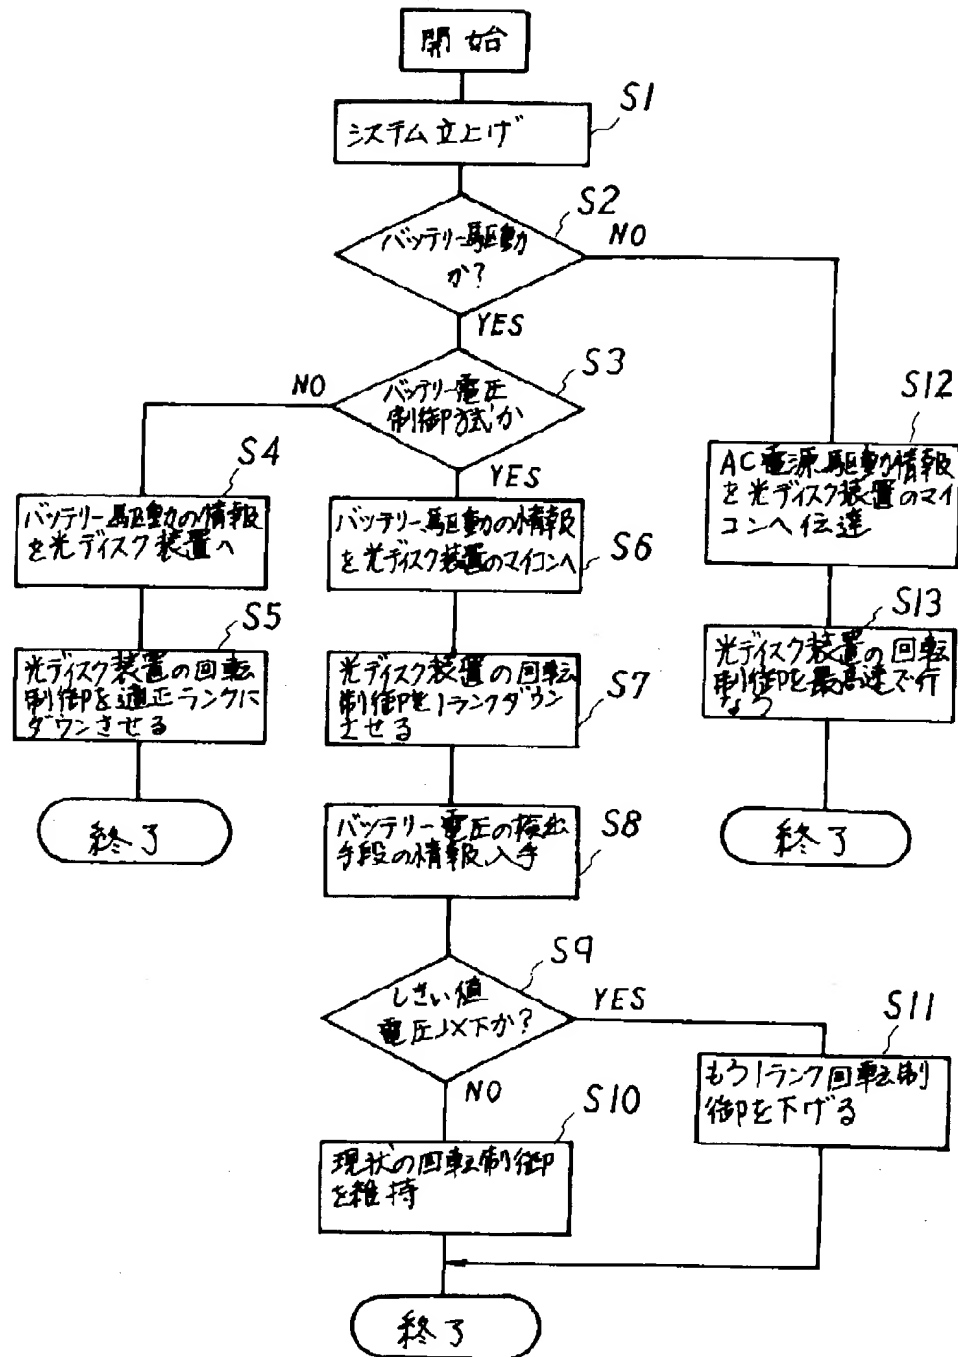 開始
S1
システム立上げ
S2
バッテリー駆動
か?
NO
YES
S3
バッテリー電圧
制御方式か
NO
YES
S4
バッテリー駆動の情報
を光ディスク装置へ
S5
光ディスク装置の回転
制御を適正ランクに
ダウンさせる
終了
S6
バッテリー駆動の情報
を光ディスク装置のマイコンへ
S7
光ディスク装置の回転
制御を1ランクダウン
させる
S8
バッテリー電圧の検出
手段の情報入手
S9
しきい値
電圧以下か?
YES
NO
S10
現状の回転制御
を維持
S11
もう1ランク回転制
御を下げる
終了
S12
AC電源駆動情報
を光ディスク装置のマイ
コンへ伝達
S13
光ディスク装置の回転
制御を最高速で行
なう
終了